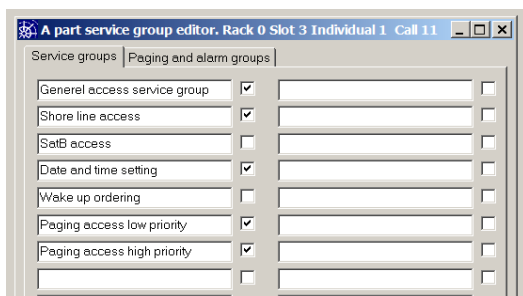 A part service group editor. Rack 0 Slot 3 Individual 1 Call 11
Service groups Paging and alarm groups
Generel access service group
Shore line access
SatB access
Date and time setting
Wake up ordering
Paging access low priority
Paging access high priority